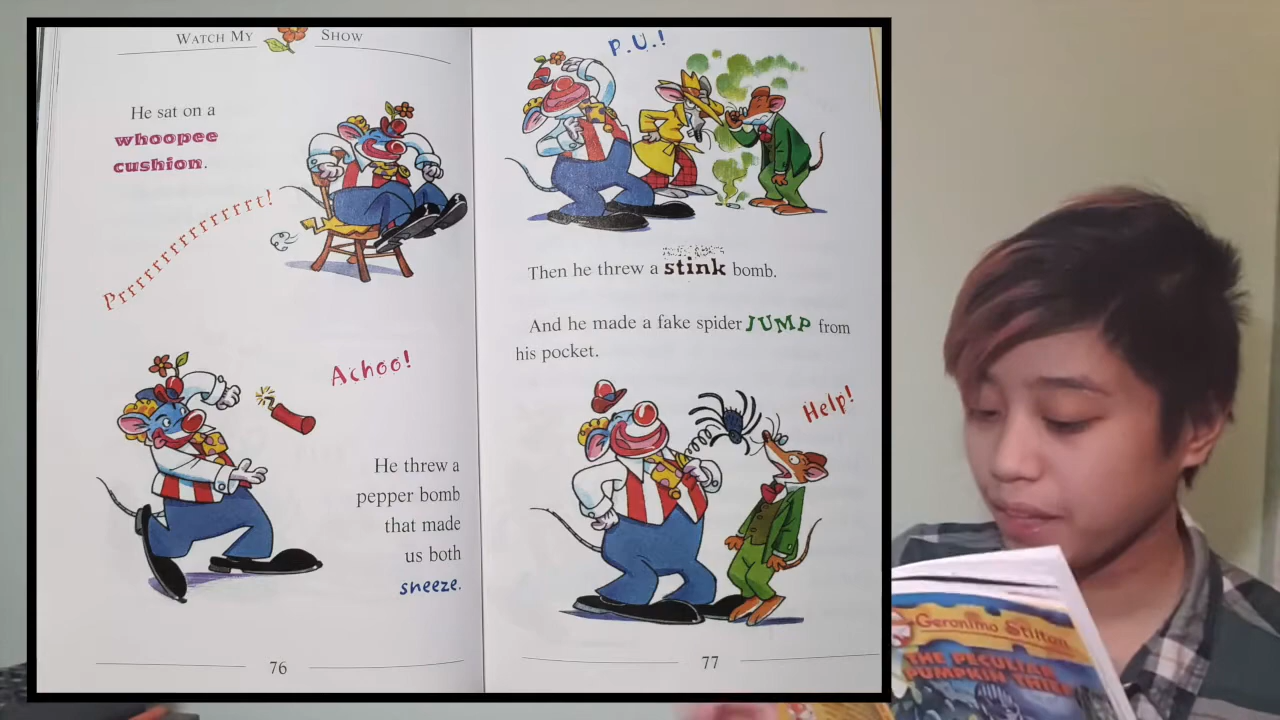 WATCH MY SHOW
He sat on a
whoopee
cushion.
Prrrrrrrrrrrrrt!
Achoo!
He threw a
pepper bomb
that made
us both
sneeze.
76
P.U.!
Then he threw a stink bomb.
And he made a fake spider JUMP from
his pocket.
Help!
77
Geronimo Stilton
THE PECULIAR
PUMPKIN THIEF